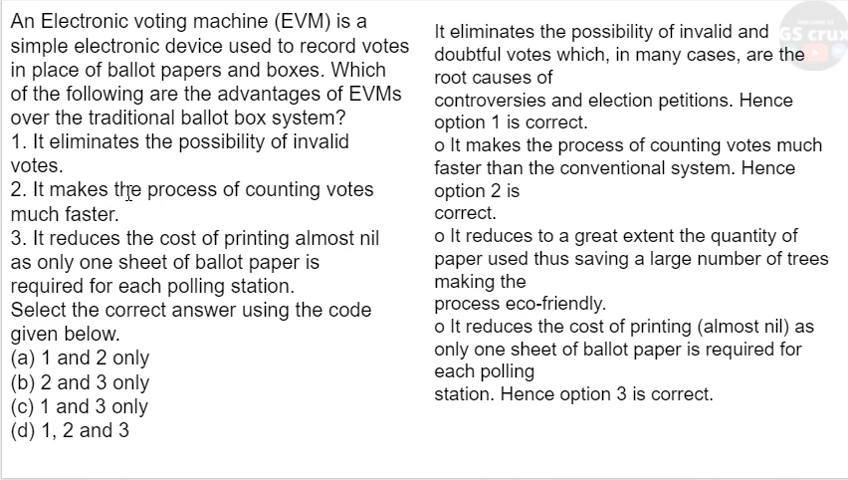 An Electronic voting machine (EVM) is a
simple electronic device used to record votes
in place of ballot papers and boxes. Which
of the following are the advantages of EVMs
over the traditional ballot box system?
1. It eliminates the possibility of invalid
votes.
2. It makes the process of counting votes
much faster.
3. It reduces the cost of printing almost nil
as only one sheet of ballot paper is
required for each polling station.
Select the correct answer using the code
given below.
(a) 1 and 2 only
(b) 2 and 3 only
(c) 1 and 3 only
(d) 1, 2 and 3
It eliminates the possibility of invalid and
doubtful votes which, in many cases, are the
root causes of
controversies and election petitions. Hence
option 1 is correct.
o It makes the process of counting votes much
faster than the conventional system. Hence
option 2 is
correct.
o It reduces to a great extent the quantity of
paper used thus saving a large number of trees
making the
process eco-friendly.
o It reduces the cost of printing (almost nil) as
only one sheet of ballot paper is required for
each polling
station. Hence option 3 is correct.
GS crux